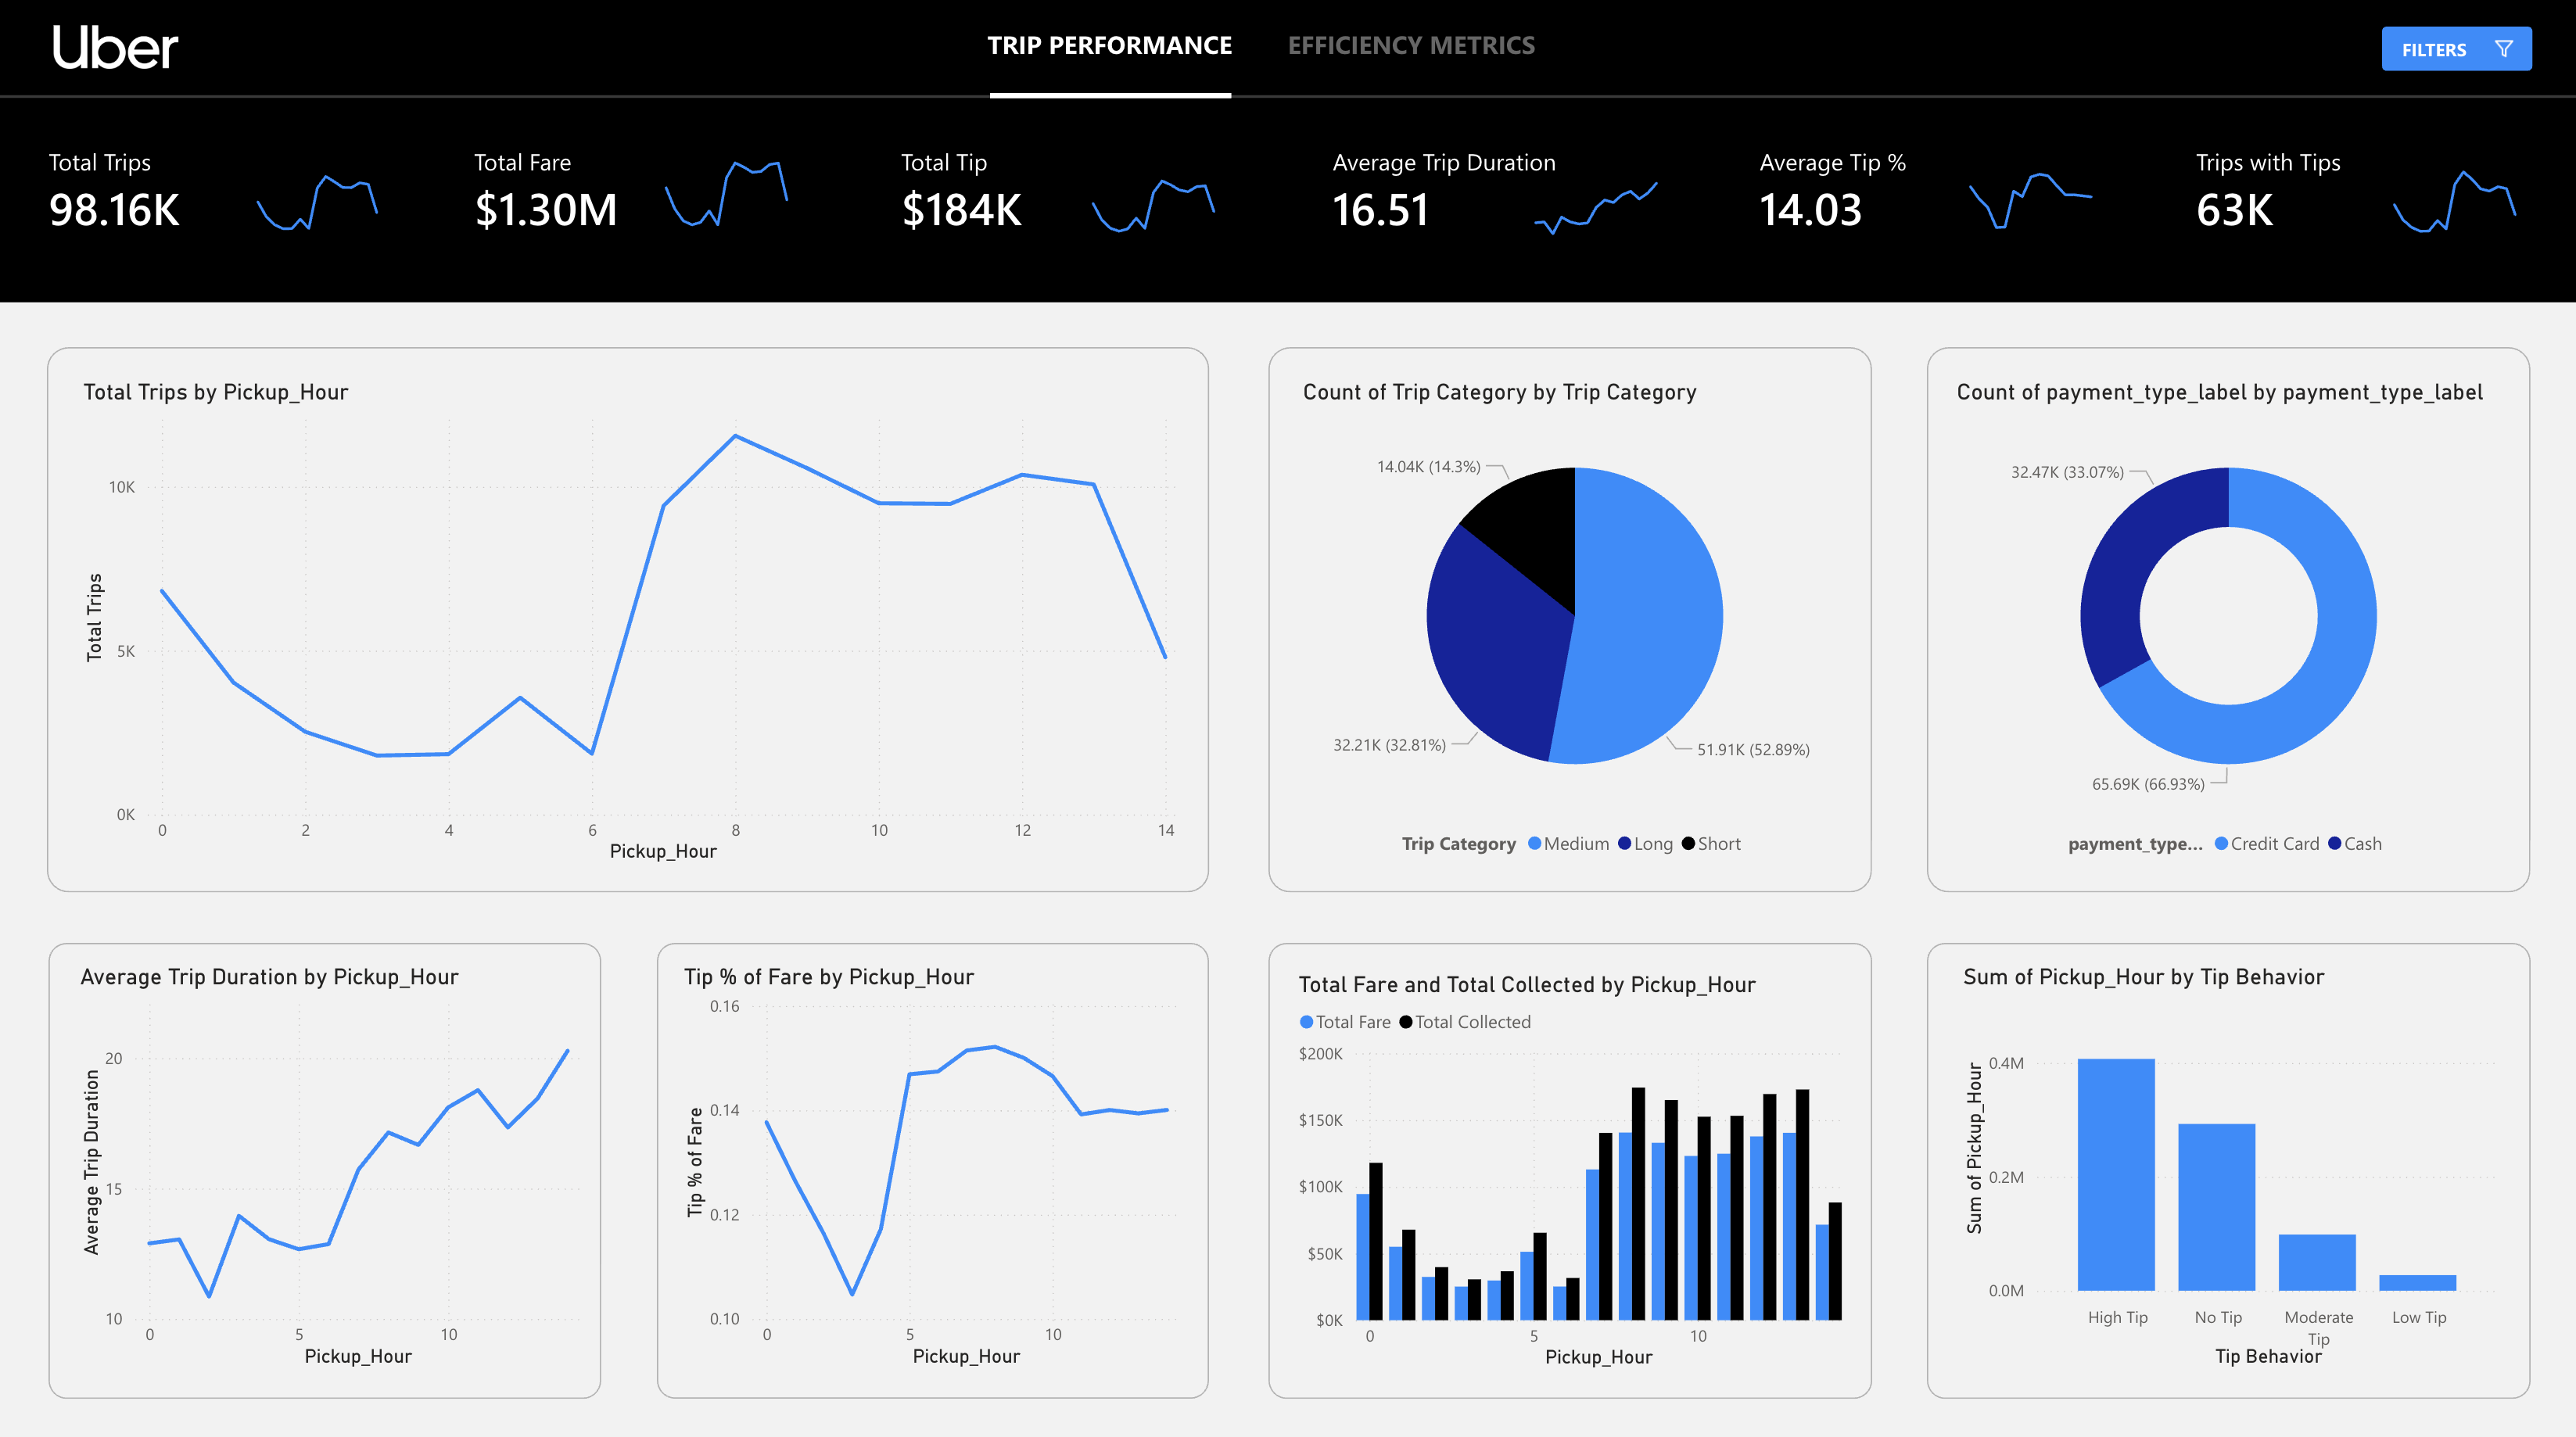 Uber
TRIP PERFORMANCE
EFFICIENCY METRICS
FILTERS
Total Trips
98.16K
Total Fare
$1.30M
Total Tip
$184K
Average Trip Duration
16.51
Average Tip %
14.03
Trips with Tips
63K
Total Trips by Pickup_Hour
Total Trips
10K
5K
0K
0 2 4 6 8 10 12 14
Pickup_Hour
Count of Trip Category by Trip Category
14.04K (14.3%)
32.21K (32.81%)
51.91K (52.89%)
Trip Category Medium Long Short
Count of payment_type_label by payment_type_label
32.47K (33.07%)
65.69K (66.93%)
payment_type... Credit Card Cash
Average Trip Duration by Pickup_Hour
Average Trip Duration
20
15
10
0 5 10
Pickup_Hour
Tip % of Fare by Pickup_Hour
Tip % of Fare
0.16
0.14
0.12
0.10
0 5 10
Pickup_Hour
Total Fare and Total Collected by Pickup_Hour
Total Fare Total Collected
$200K
$150K
$100K
$50K
$0K
0 5 10
Pickup_Hour
Sum of Pickup_Hour by Tip Behavior
Sum of Pickup_Hour
0.4M
0.2M
0.0M
High Tip No Tip Moderate Low Tip
Tip
Tip Behavior